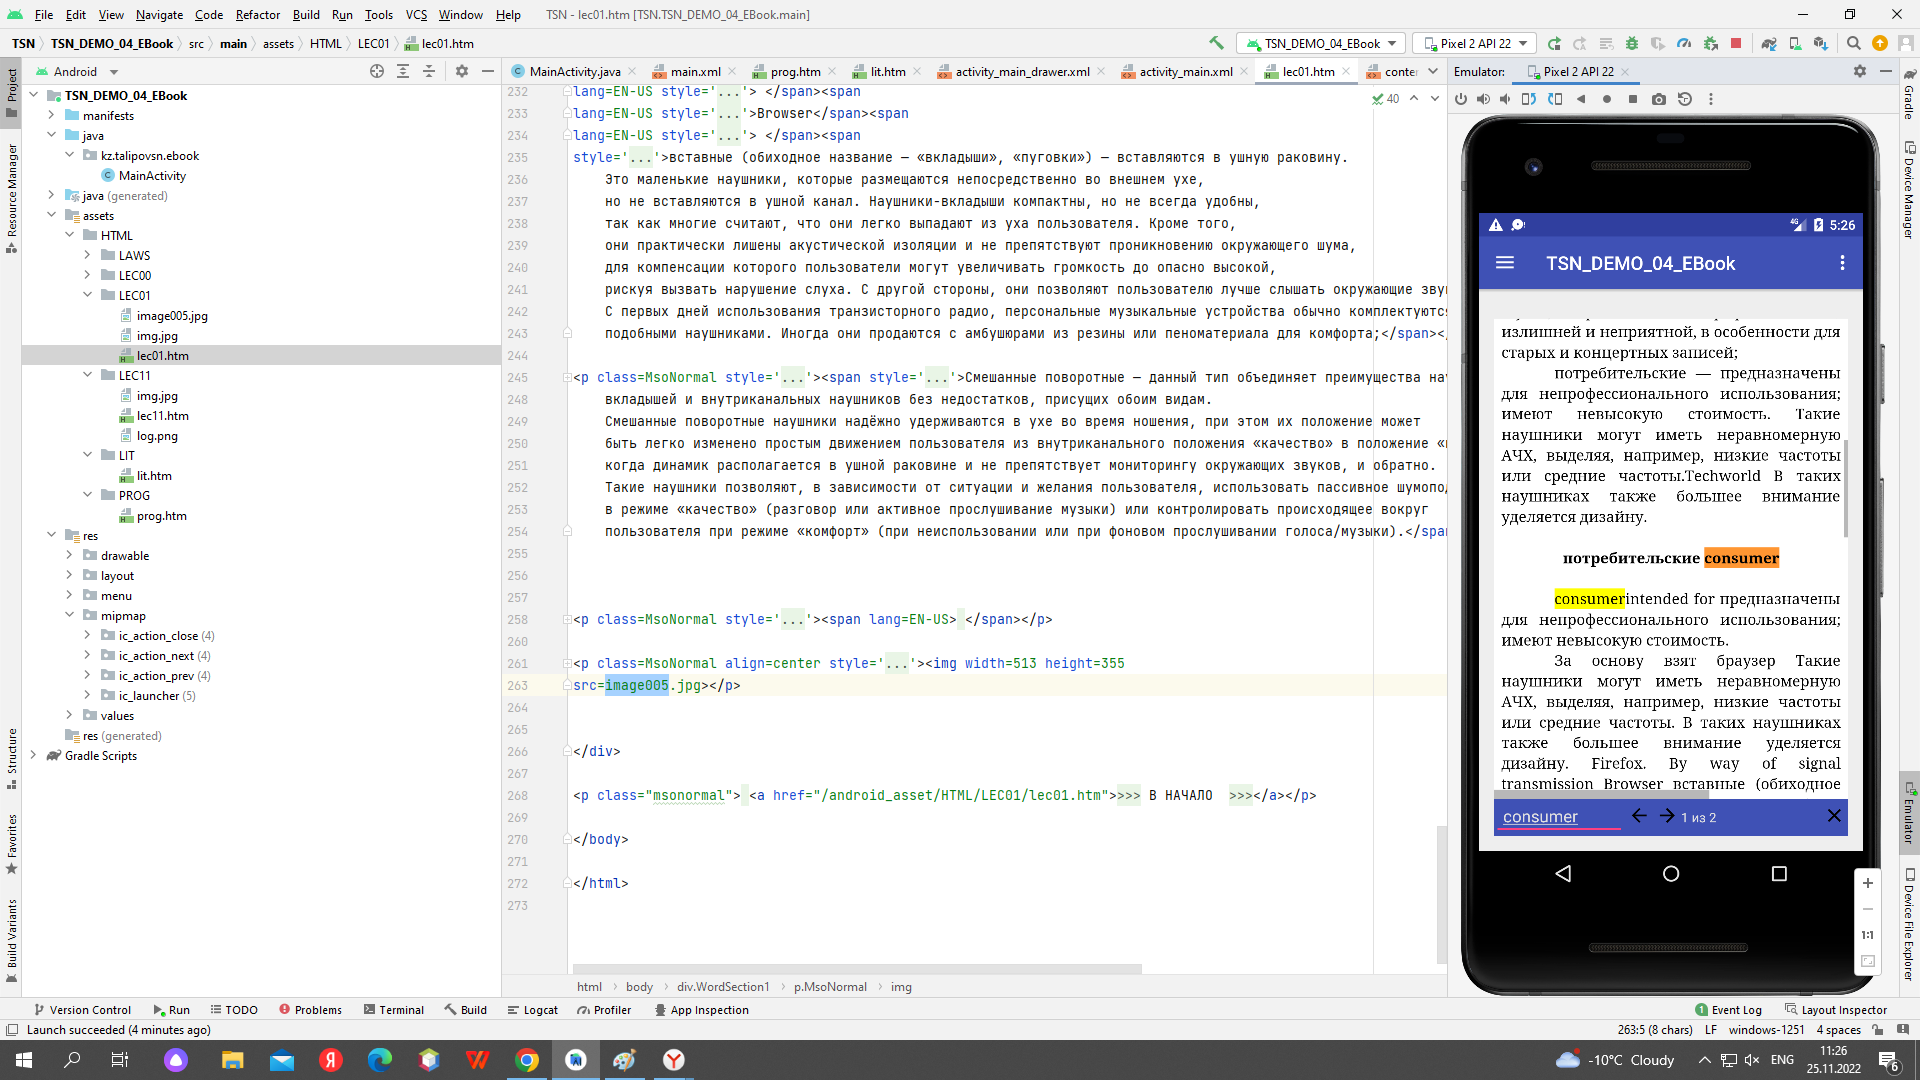 File Edit View Navigate Code Refactor Build Run Tools VCS Window Help TSN - lec01.htm [TSN.TSN_DEMO_04_EBook.main]
TSN TSN_DEMO_04_EBook src main assets HTML LEC01 lec01.htm
TSN_DEMO_04_EBook Pixel 2 API 22
Android
MainActivity.java main.xml prog.htm lit.htm activity_main_drawer.xml activity_main.xml lec01.htm
Emulator: Pixel 2 API 22
Project
Resource Manager
Structure
Favorites
Build Variants
TSN_DEMO_04_EBook
manifests
java
kz.talipovsn.ebook
MainActivity
java (generated)
assets
HTML
LAWS
LEC00
LEC01
image005.jpg
img.jpg
lec01.htm
LEC11
img.jpg
lec11.htm
log.png
LIT
lit.htm
PROG
prog.htm
res
drawable
layout
menu
mipmap
ic_action_close (4)
ic_action_next (4)
ic_action_prev (4)
ic_launcher (5)
values
res (generated)
Gradle Scripts
40
232 lang=EN-US style='...'> </span><span
233 lang=EN-US style='...'>Browser</span><span
234 lang=EN-US style='...'> </span><span
235 style='...'>вставные (обиходное название — «вкладыши», «пуговки») — вставляются в ушную раковину.
236 Это маленькие наушники, которые размещаются непосредственно во внешнем ухе,
237 но не вставляются в ушной канал. Наушники-вкладыши компактны, но не всегда удобны,
238 так как многие считают, что они легко выпадают из уха пользователя. Кроме того,
239 они практически лишены акустической изоляции и не препятствуют проникновению окружающего шума,
240 для компенсации которого пользователи могут увеличивать громкость до опасно высокой,
241 рискуя вызвать нарушение слуха. С другой стороны, они позволяют пользователю лучше слышать окружающие
242 С первых дней использования транзисторного радио, персональные музыкальные устройства обычно комплектуются
243 подобными наушниками. Иногда они продаются с амбушюрами из резины или пеноматериала для комфорта;</span><
244
245 <p class=MsoNormal style='...'><span style='...'>Смешанные поворотные — данный тип объединяет преимущества
248 вкладышей и внутриканальных наушников без недостатков, присущих обоим видам.
249 Смешанные поворотные наушники надёжно удерживаются в ухе во время ношения, при этом их положение может
250 быть легко изменено простым движением пользователя из внутриканального положения «качество» в положение
251 когда динамик располагается в ушной раковине и не препятствует мониторингу окружающих звуков, и обратно.
252 Такие наушники позволяют, в зависимости от ситуации и желания пользователя, использовать пассивное
253 в режиме «качество» (разговор или активное прослушивание музыки) или контролировать происходящее вокруг
254 пользователя при режиме «комфорт» (при неиспользовании или при фоновом прослушивании голоса/музыки).</span
255
256
257
258 <p class=MsoNormal style='...'><span lang=EN-US> </span></p>
260
261 <p class=MsoNormal align=center style='...'><img width=513 height=355
263 src=image005.jpg></p>
264
265
266 </div>
267
268 <p class="msonormal"> <a href="/android_asset/HTML/LEC01/lec01.htm">>>> В НАЧАЛО >>></a></p>
269
270 </body>
271
272 </html>
273
html body div.WordSection1 p.MsoNormal img
4G 5:26
TSN_DEMO_04_EBook
излишней и неприятной, в особенности для
старых и концертных записей;
потребительские — предназначены
для непрофессионального использования;
имеют невысокую стоимость. Такие
наушники могут иметь неравномерную
АЧХ, выделяя, например, низкие частоты
или средние частоты.Techworld В таких
наушниках также большее внимание
уделяется дизайну.
потребительские consumer
consumerintended for предназначены
для непрофессионального использования;
имеют невысокую стоимость.
За основу взят браузер Такие
наушники могут иметь неравномерную
АЧХ, выделяя, например, низкие частоты
или средние частоты. В таких наушниках
также большее внимание уделяется
дизайну. Firefox. By way of signal
transmission Browser вставные (обиходное
consumer 1 из 2
1:1
Gradle
Device Manager
Emulator
Device File Explorer
Version Control Run TODO Problems Terminal Build Logcat Profiler App Inspection
1 Event Log Layout Inspector
Launch succeeded (4 minutes ago)
263:5 (8 chars) LF windows-1251 4 spaces
-10°C Cloudy ENG 11:26
25.11.2022
6